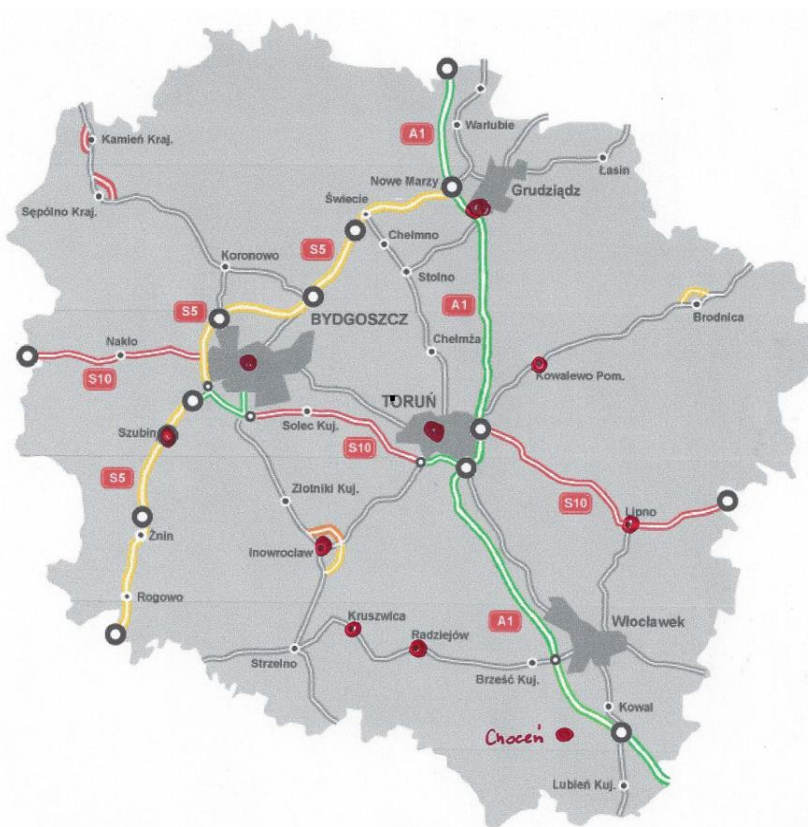 Warlubie
A1
Kamień Kraj.
Łasin
Nowe Marzy
Grudziądz
Sępólno Kraj.
Świecie
Chełmno
Koronowo
S5
Stolno
S5
A1
BYDGOSZCZ
Brodnica
Nakło
Chełmża
S10
Kowalewo Pom.
TORUŃ
Szubin
Solec Kuj.
S10
S5
Złotniki Kuj.
S10
Lipno
Żnin
Inowrocław
Rogowo
Kruszwica
Radziejów
A1
Włocławek
Strzelno
Brześć Kuj.
Kowal
Choceń
Lubień Kuj.